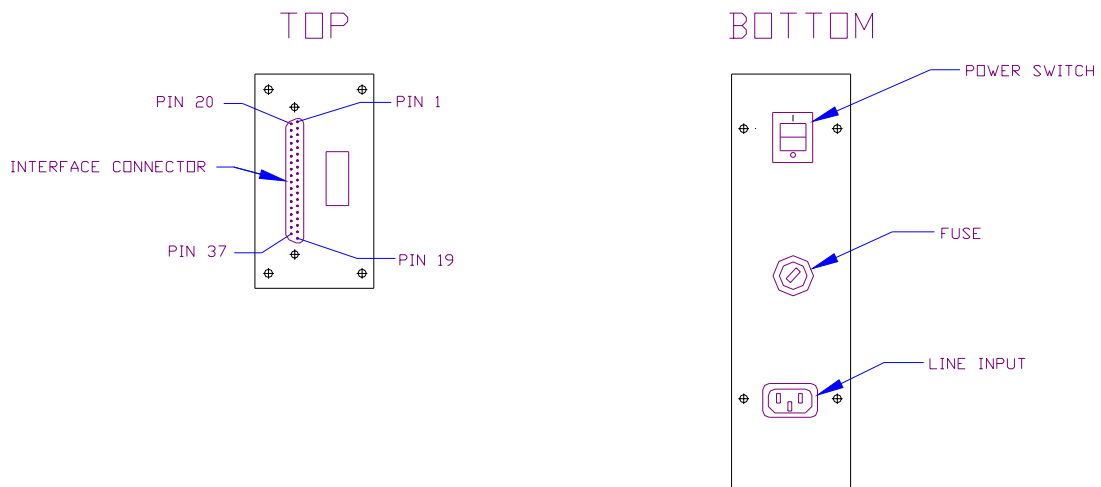 TOP
BOTTOM
POWER SWITCH
PIN 20
PIN 1
INTERFACE CONNECTOR
FUSE
PIN 37
PIN 19
LINE INPUT